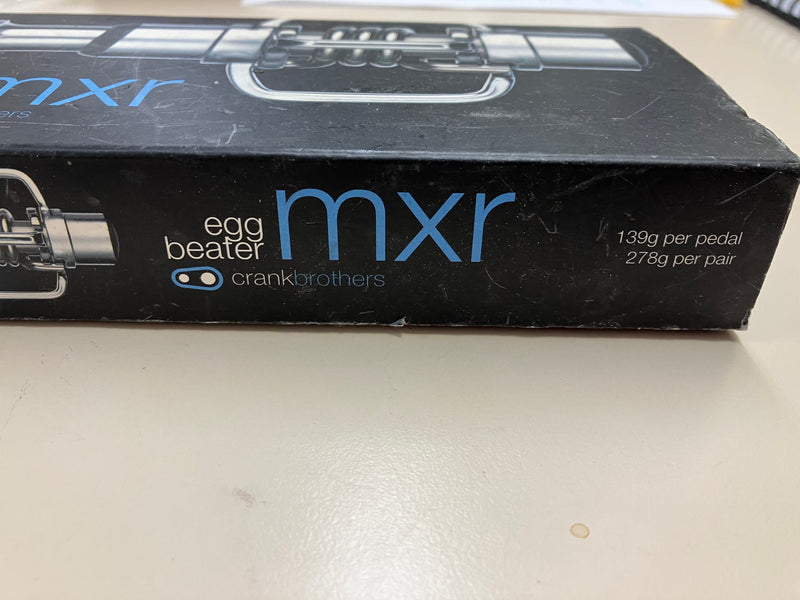 mxr
egg
beater
mxr
crankbrothers
139g per pedal
278g per pair